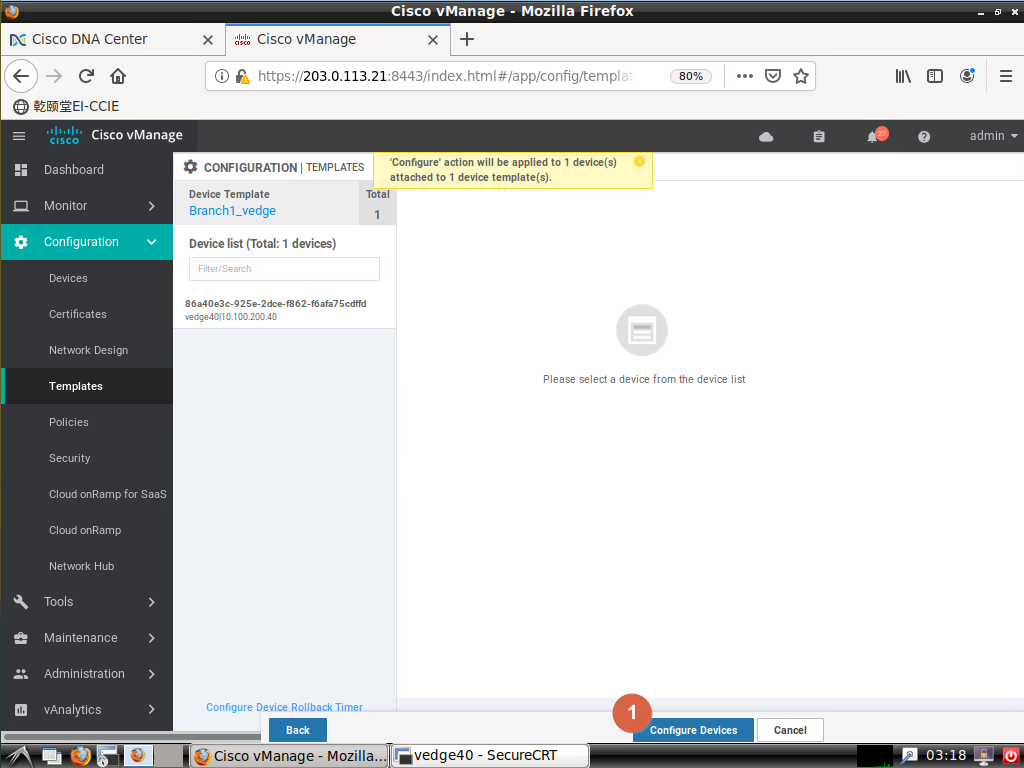 Cisco vManage - Mozilla Firefox
Cisco DNA Center
Cisco vManage
https://203.0.113.21:8443/index.html#/app/config/templat
80%
乾颐堂EI-CCIE
cisco
Cisco vManage
27
admin
Dashboard
Monitor
Configuration
Devices
Certificates
Network Design
Templates
Policies
Security
Cloud onRamp for SaaS
Cloud onRamp
Network Hub
Tools
Maintenance
Administration
vAnalytics
CONFIGURATION | TEMPLATES
'Configure' action will be applied to 1 device(s)
attached to 1 device template(s).
Device Template
Total
Branch1_vedge
1
Device list (Total: 1 devices)
Filter/Search
86a40e3c-925e-2dce-f862-f6afa75cdffd
vedge40|10.100.200.40
Please select a device from the device list
Configure Device Rollback Timer
1
Back
Configure Devices
Cancel
Cisco vManage - Mozilla...
vedge40 - SecureCRT
03:18